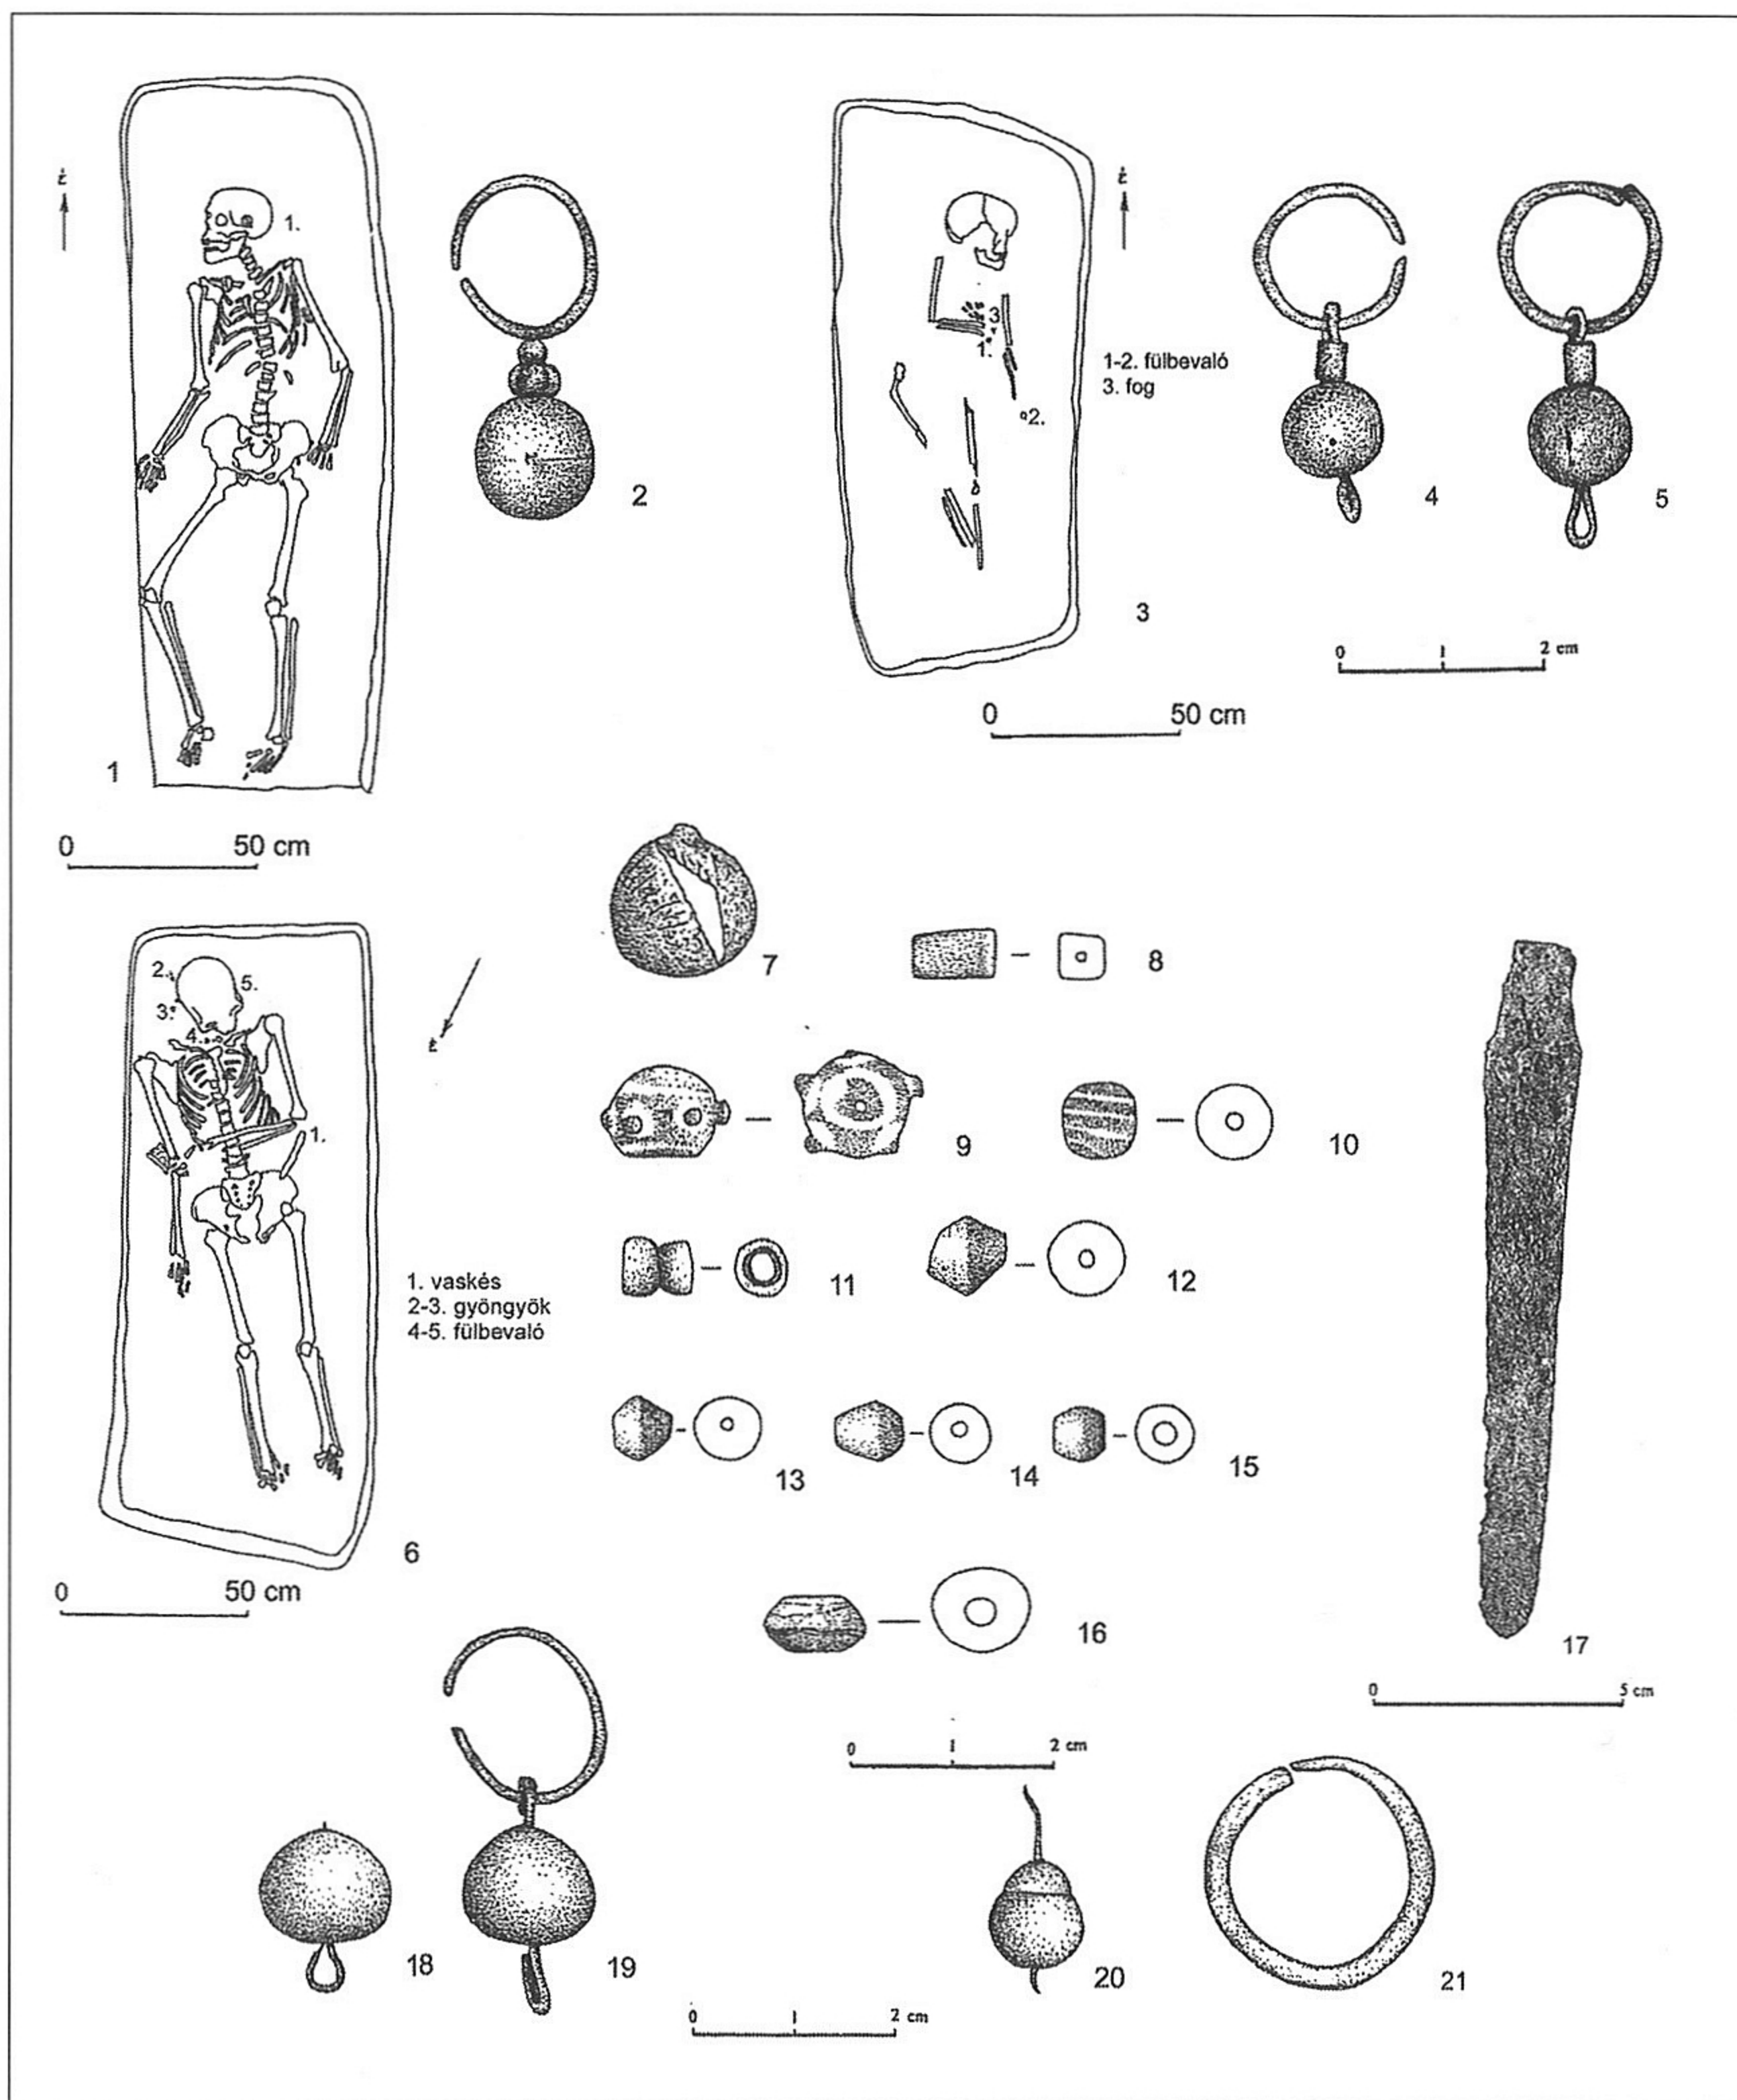 É
1.
2
1
0 50 cm
É
3
1.
2.
1-2. fülbevaló
3. fog
3
0 50 cm
4
5
0 1 2 cm
2.
5.
3.
4.
1.
É
1. vaskés
2-3. gyöngyök
4-5. fülbevaló
6
0 50 cm
7
8
9
10
11
12
13
14
15
16
17
0 5 cm
0 1 2 cm
18
19
20
21
0 1 2 cm